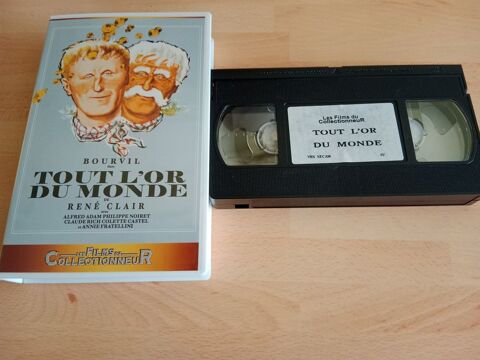 BOURVIL
dans
TOUT L'OR
DU MONDE
DE
RENÉ CLAIR
avec
ALFRED ADAM PHILIPPE NOIRET
CLAUDE RICH COLETTE CASTEL
et ANNIE FRATELLINI
LES FILMS DU
COLLECTIONNEUR
Les Films du
CollectionneuR
TOUT L'OR
DU MONDE